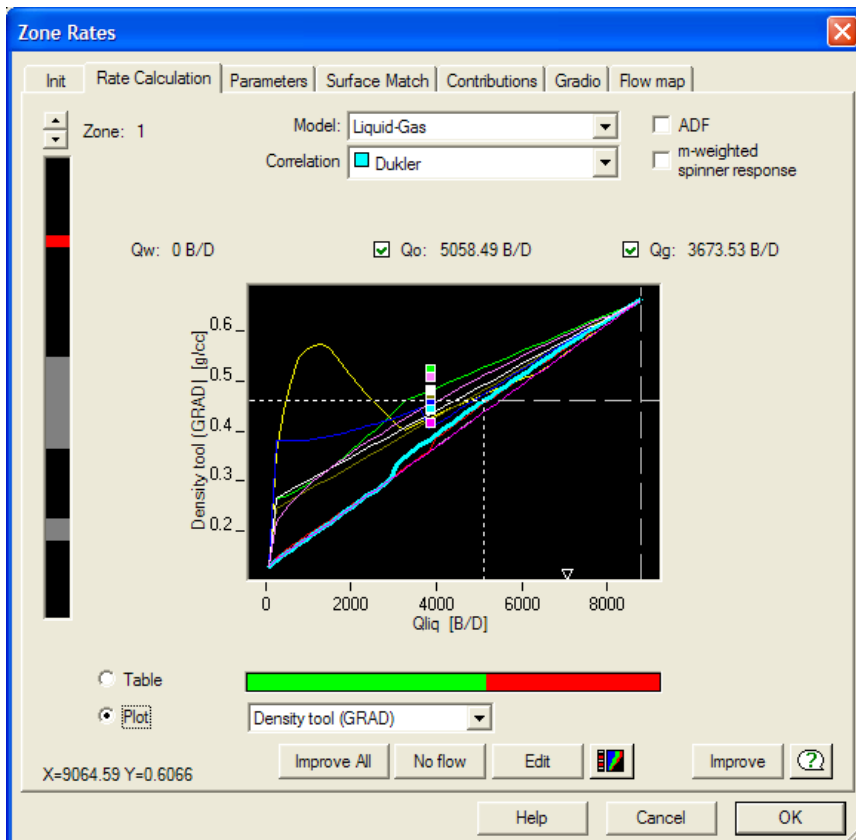 Zone Rates
Init Rate Calculation Parameters Surface Match Contributions Gradio Flow map
Zone: 1
Model: Liquid-Gas
ADF
Correlation Dukler
m-weighted
spinner response
Qw: 0 B/D Qo: 5058.49 B/D Qg: 3673.53 B/D
Density tool (GRAD) [g/cc]
0.6
0.5
0.4
0.3
0.2
0 2000 4000 6000 8000
Qliq [B/D]
Table
Plot Density tool (GRAD)
Improve All No flow Edit Improve ?
X=9064.59 Y=0.6066
Help Cancel OK